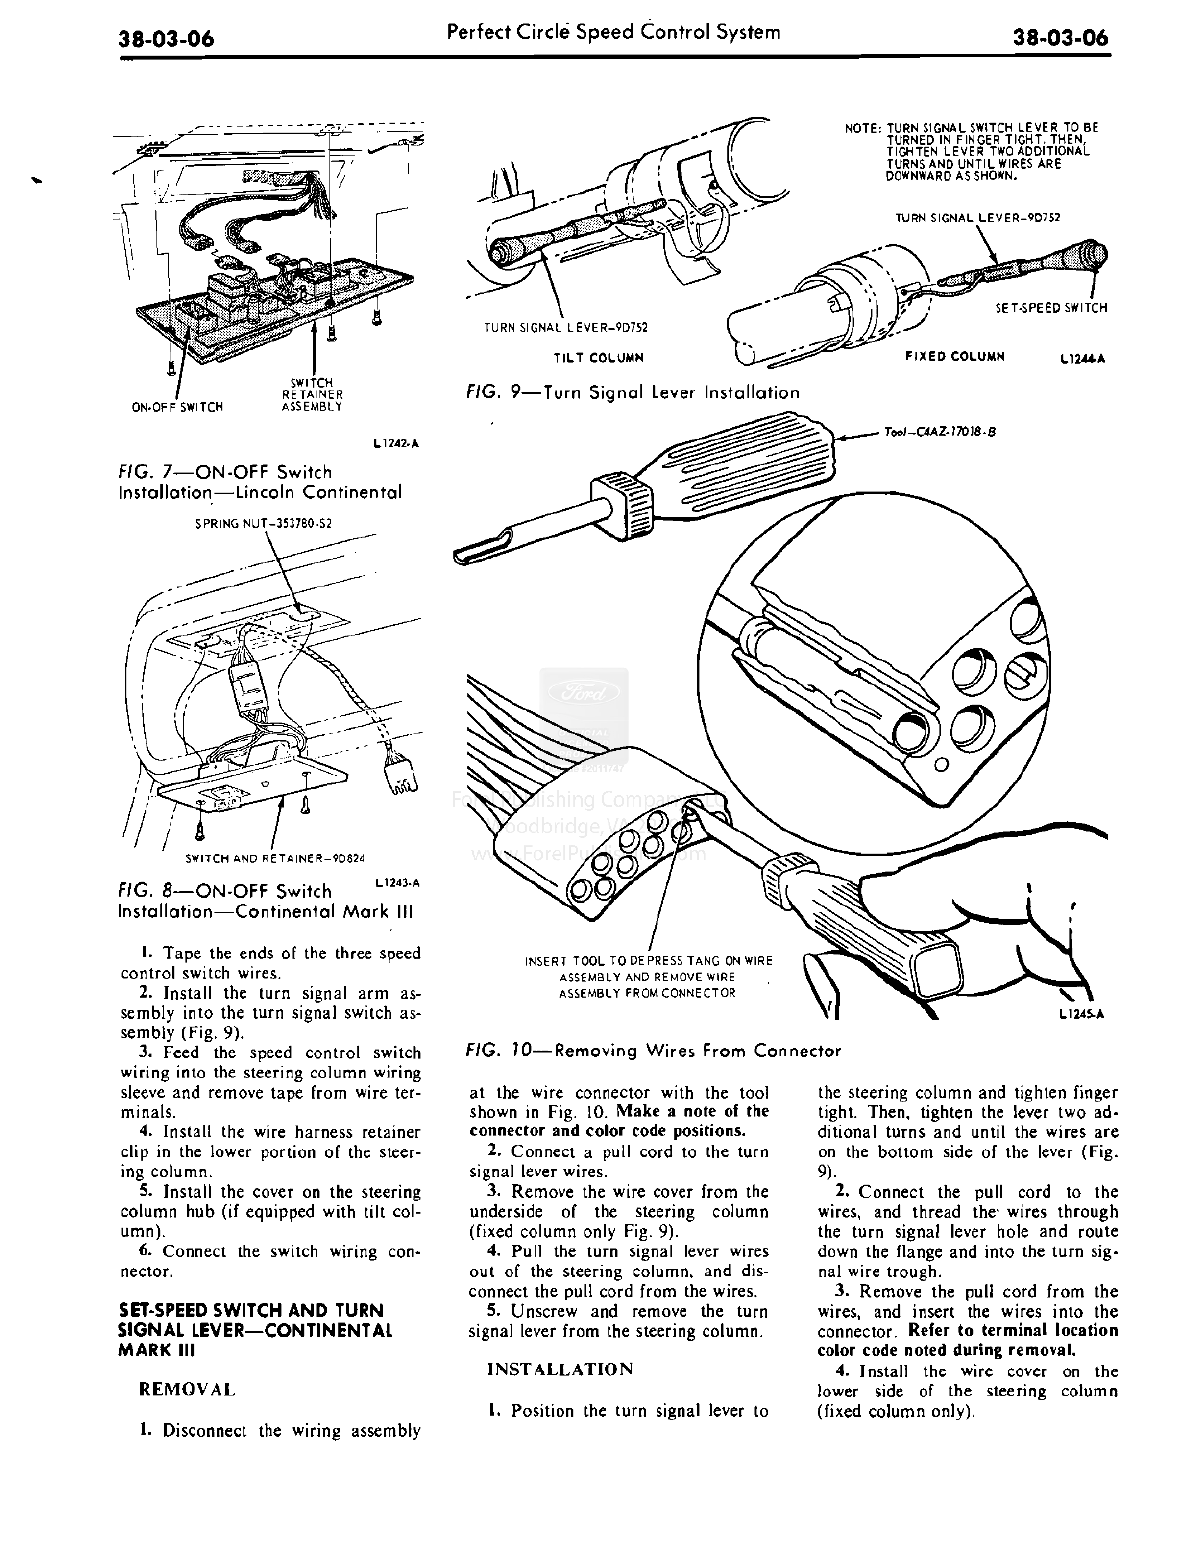 38-03-06
Perfect Circle Speed Control System
38-03-06
ON-OFF SWITCH
SWITCH
RETAINER
ASSEMBLY
L1242-A
FIG. 7—ON-OFF Switch
Installation—Lincoln Continental
NOTE: TURN SIGNAL SWITCH LEVER TO BE
TURNED IN FINGER TIGHT. THEN,
TIGHTEN LEVER TWO ADDITIONAL
TURNS AND UNTIL WIRES ARE
DOWNWARD AS SHOWN.
TURN SIGNAL LEVER-9D752
SET-SPEED SWITCH
TURN SIGNAL LEVER-9D752
TILT COLUMN
FIXED COLUMN
L1244-A
FIG. 9—Turn Signal Lever Installation
Tool-C4AZ-17018-B
SPRING NUT-353780-S2
SWITCH AND RETAINER-9D824
L1243-A
FIG. 8—ON-OFF Switch
Installation—Continental Mark III
Ford
INSERT TOOL TO DEPRESS TANG ON WIRE
ASSEMBLY AND REMOVE WIRE
ASSEMBLY FROM CONNECTOR
L1245-A
FIG. 10—Removing Wires From Connector
1. Tape the ends of the three speed
control switch wires.
2. Install the turn signal arm as-
sembly into the turn signal switch as-
sembly (Fig. 9).
3. Feed the speed control switch
wiring into the steering column wiring
sleeve and remove tape from wire ter-
minals.
4. Install the wire harness retainer
clip in the lower portion of the steer-
ing column.
5. Install the cover on the steering
column hub (if equipped with tilt col-
umn).
6. Connect the switch wiring con-
nector.
SET-SPEED SWITCH AND TURN
SIGNAL LEVER—CONTINENTAL
MARK III
REMOVAL
1. Disconnect the wiring assembly
at the wire connector with the tool
shown in Fig. 10. Make a note of the
connector and color code positions.
2. Connect a pull cord to the turn
signal lever wires.
3. Remove the wire cover from the
underside of the steering column
(fixed column only Fig. 9).
4. Pull the turn signal lever wires
out of the steering column, and dis-
connect the pull cord from the wires.
5. Unscrew and remove the turn
signal lever from the steering column.
INSTALLATION
1. Position the turn signal lever to
the steering column and tighten finger
tight. Then, tighten the lever two ad-
ditional turns and until the wires are
on the bottom side of the lever (Fig.
9).
2. Connect the pull cord to the
wires, and thread the wires through
the turn signal lever hole and route
down the flange and into the turn sig-
nal wire trough.
3. Remove the pull cord from the
wires, and insert the wires into the
connector. Refer to terminal location
color code noted during removal.
4. Install the wire cover on the
lower side of the steering column
(fixed column only).